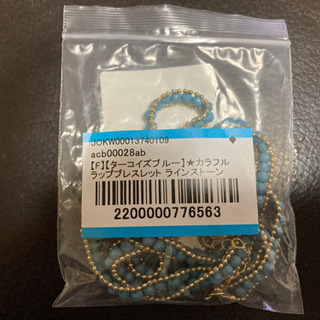 JOKW00013740109
acb00028ab
【F】【ターコイズブルー】★カラフル
ラップブレスレット ラインストーン
2200000776563